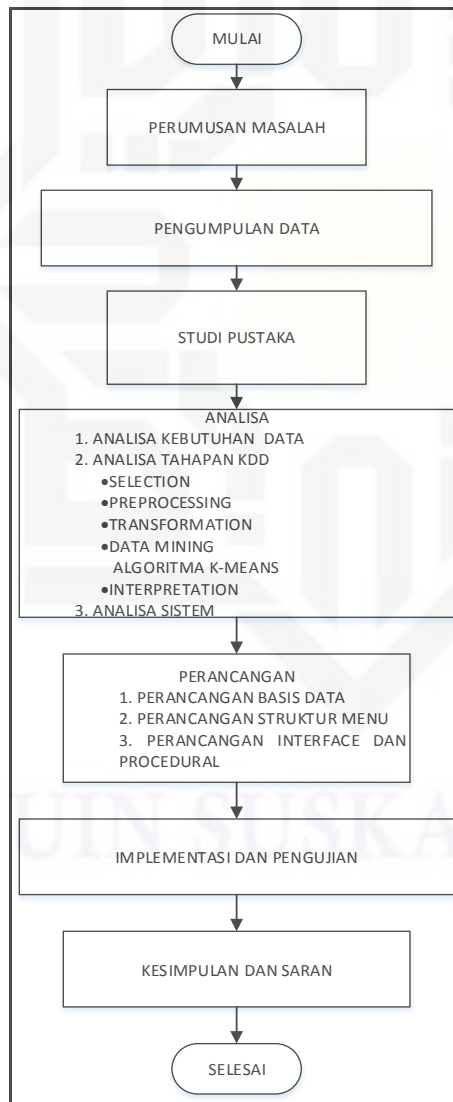 MULAI
PERUMUSAN MASALAH
PENGUMPULAN DATA
STUDI PUSTAKA
ANALISA
1. ANALISA KEBUTUHAN DATA
2. ANALISA TAHAPAN KDD
•SELECTION
•PREPROCESSING
•TRANSFORMATION
•DATA MINING
ALGORITMA K-MEANS
•INTERPRETATION
3. ANALISA SISTEM
PERANCANGAN
1. PERANCANGAN BASIS DATA
2. PERANCANGAN STRUKTUR MENU
3. PERANCANGAN INTERFACE DAN
PROCEDURAL
UIN SUSKA
IMPLEMENTASI DAN PENGUJIAN
KESIMPULAN DAN SARAN
SELESAI